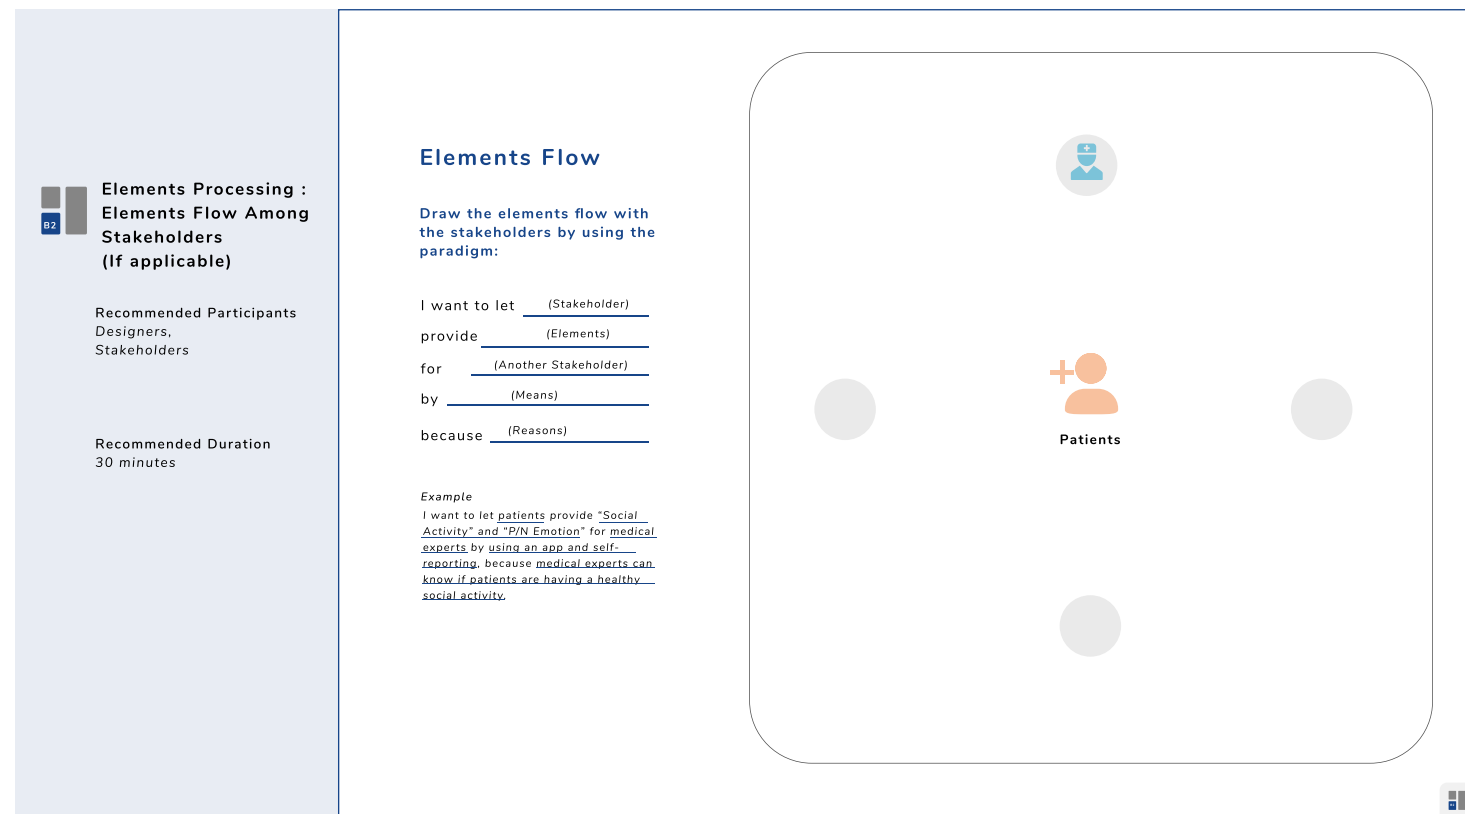 B2
Elements Processing :
Elements Flow Among
Stakeholders
(If applicable)
Recommended Participants
Designers,
Stakeholders
Recommended Duration
30 minutes
Elements Flow
Draw the elements flow with
the stakeholders by using the
paradigm:
I want to let (Stakeholder)
provide (Elements)
for (Another Stakeholder)
by (Means)
because (Reasons)
Example
I want to let patients provide “Social
Activity” and “P/N Emotion” for medical
experts by using an app and self-
reporting, because medical experts can
know if patients are having a healthy
social activity.
Patients